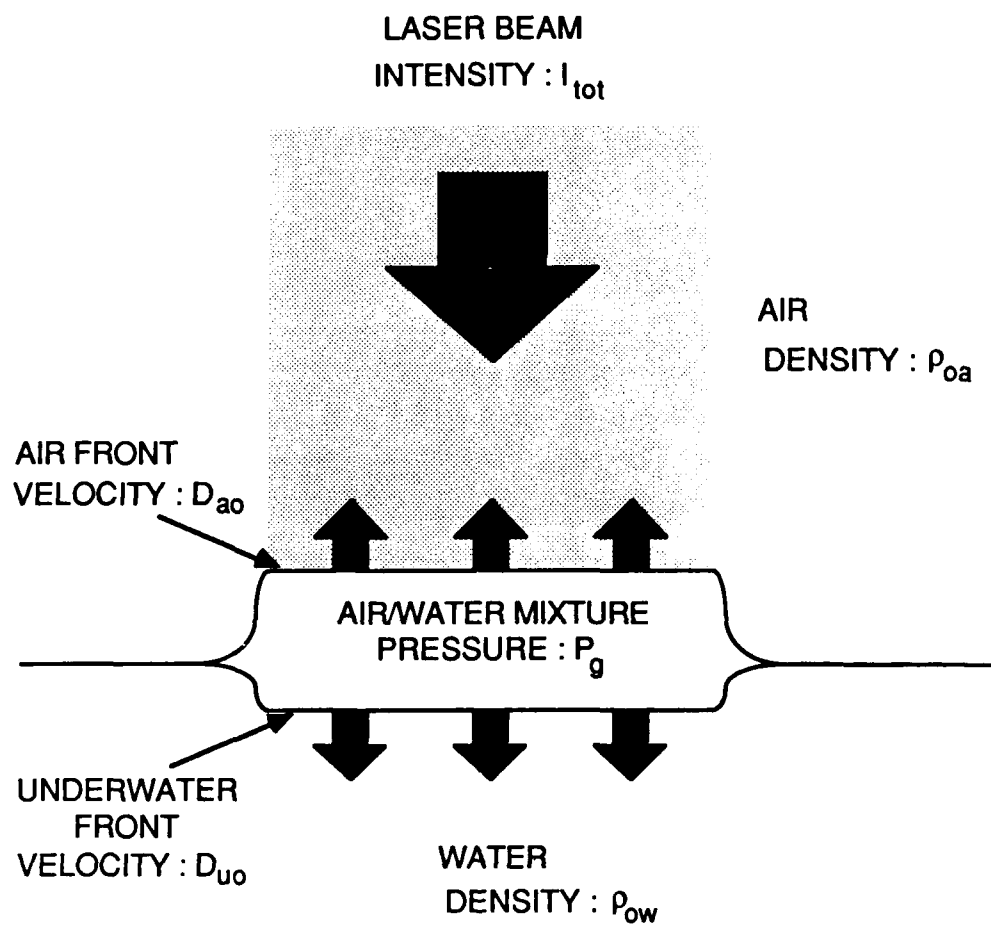 LASER BEAM
INTENSITY : I_tot
AIR
DENSITY : ρ_oa
AIR FRONT
VELOCITY : D_ao
AIR/WATER MIXTURE
PRESSURE : P_g
UNDERWATER
FRONT
VELOCITY : D_uo
WATER
DENSITY : ρ_ow